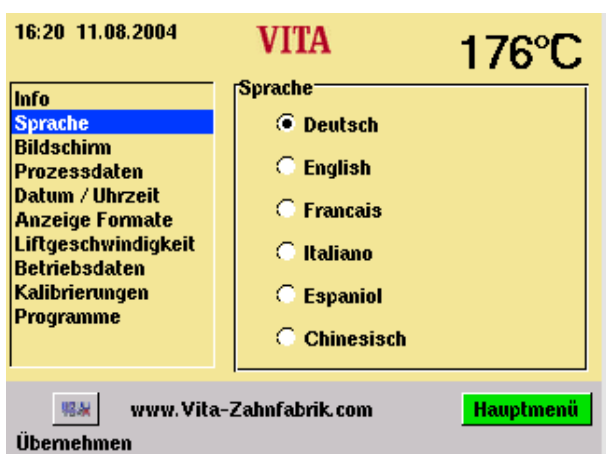 16:20 11.08.2004
VITA
176°C
Info
Sprache
Bildschirm
Prozessdaten
Datum / Uhrzeit
Anzeige Formate
Liftgeschwindigkeit
Betriebsdaten
Kalibrierungen
Programme
Sprache
Deutsch
English
Francais
Italiano
Espaniol
Chinesisch
www.Vita-Zahnfabrik.com
Hauptmenü
Übernehmen